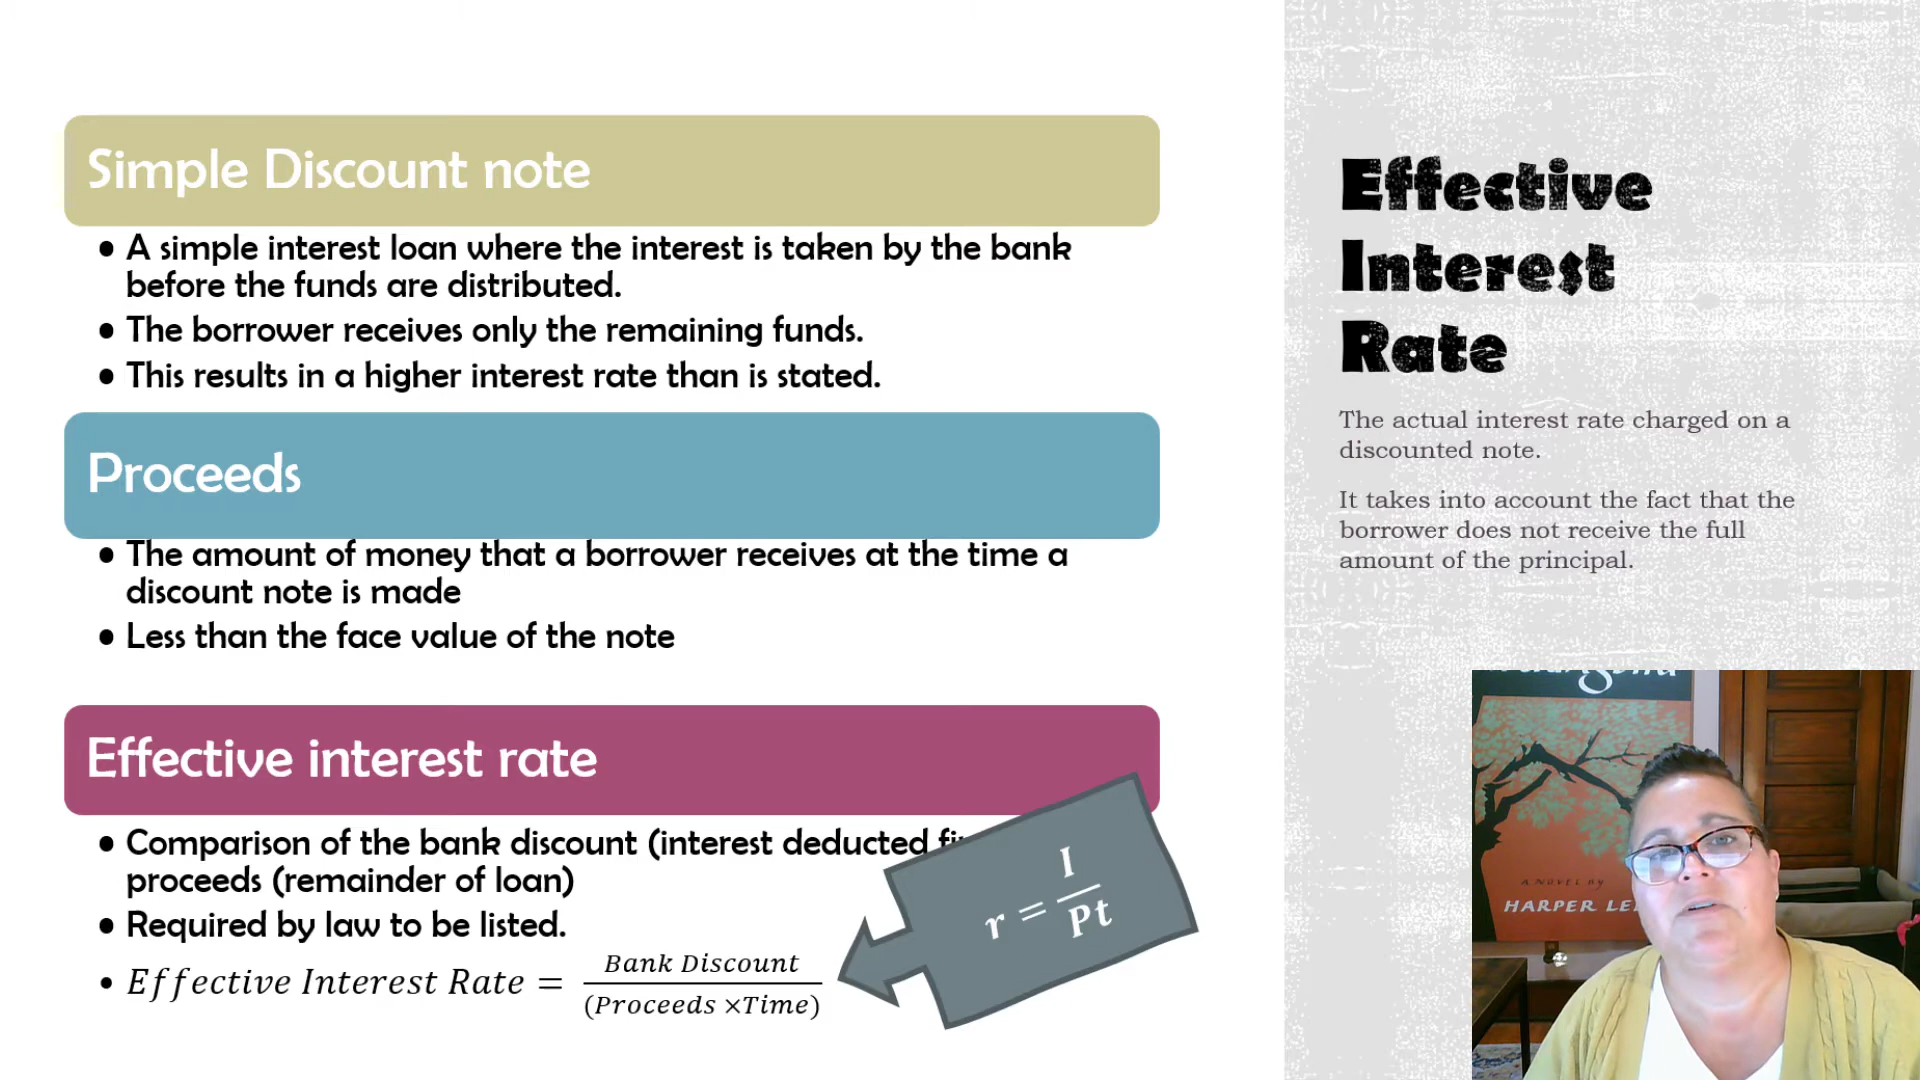 Simple Discount note
• A simple interest loan where the interest is taken by the bank
before the funds are distributed.
• The borrower receives only the remaining funds.
• This results in a higher interest rate than is stated.
Proceeds
• The amount of money that a borrower receives at the time a
discount note is made
• Less than the face value of the note
Effective interest rate
• Comparison of the bank discount (interest deducted
proceeds (remainder of loan)
• Required by law to be listed.
• Effective Interest Rate = Bank Discount / (Proceeds ×Time)
r = I / Pt
Effective
Interest
Rate
The actual interest rate charged on a
discounted note.
It takes into account the fact that the
borrower does not receive the full
amount of the principal.
A NOVEL BY
HARPER